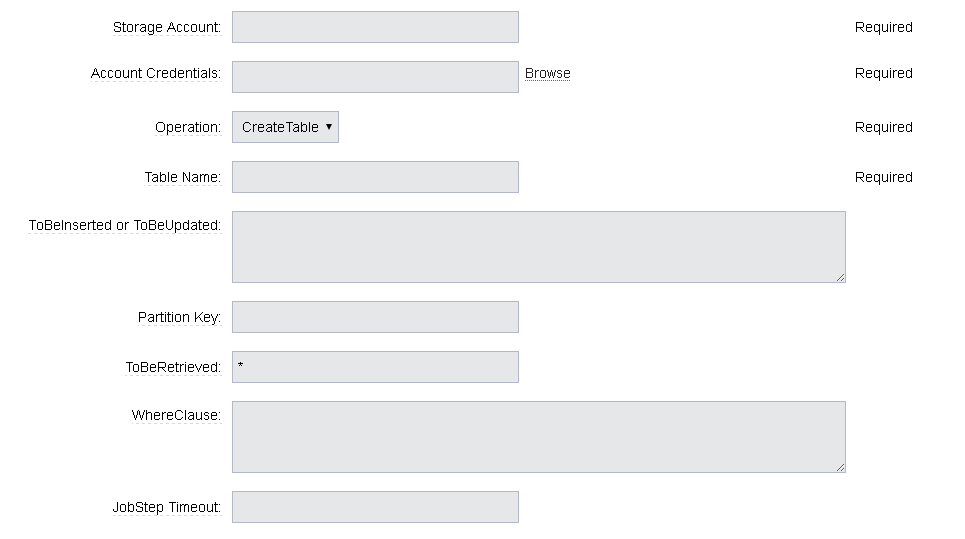 Storage Account: Required
Account Credentials: Browse Required
Operation: CreateTable Required
Table Name: Required
ToBeInserted or ToBeUpdated:
Partition Key:
ToBeRetrieved: *
WhereClause:
JobStep Timeout: